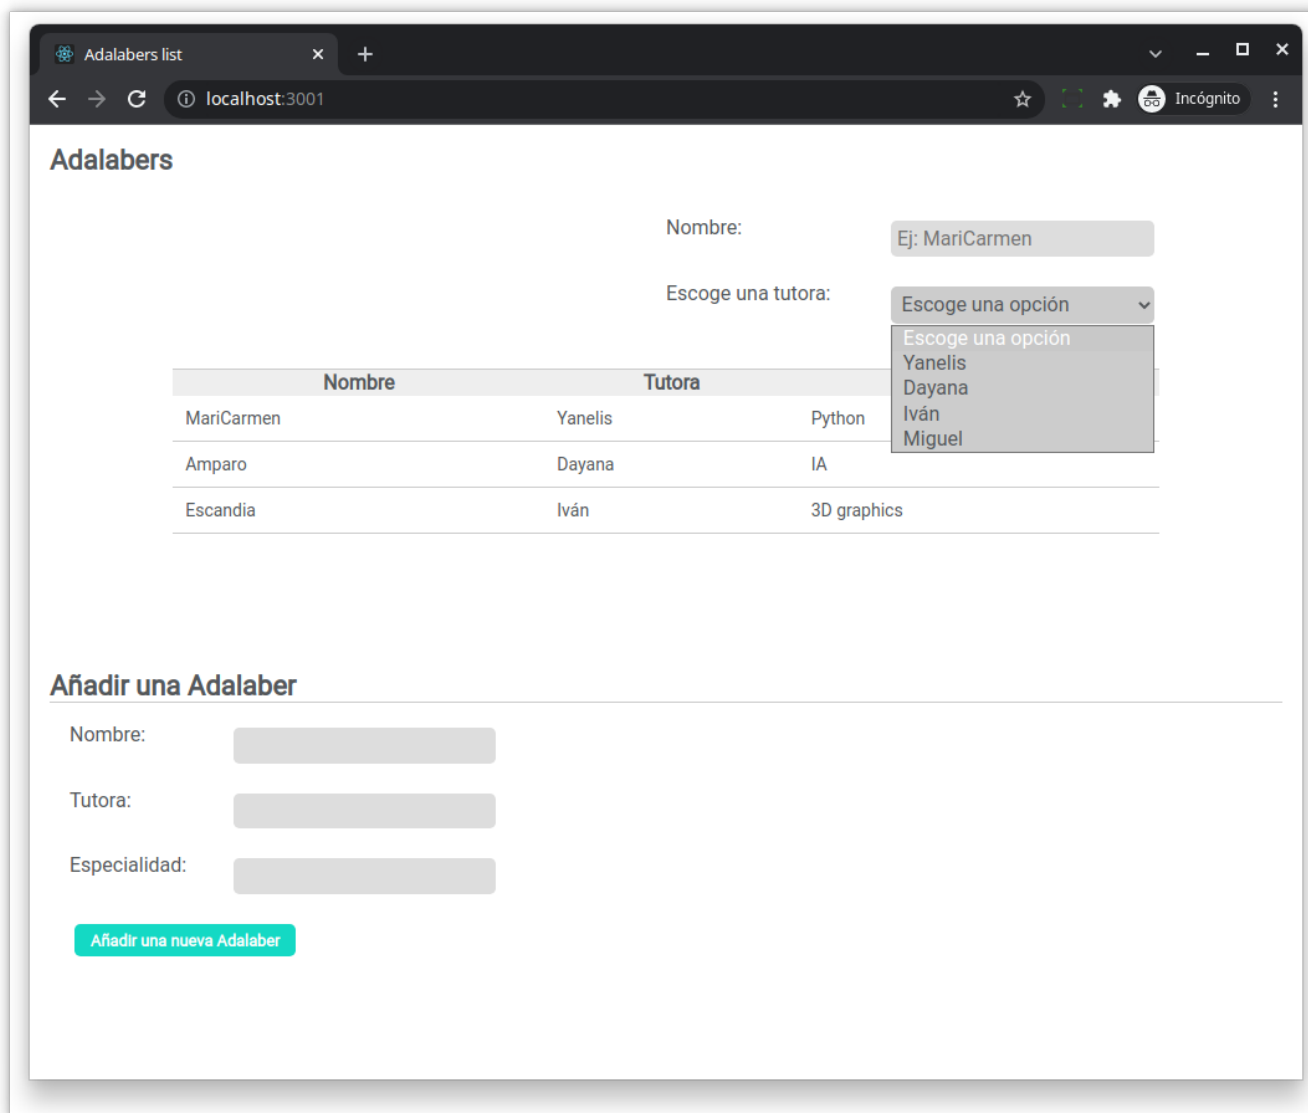 Adalabers list
localhost:3001
Incógnito
Adalabers
Nombre:
Ej: MariCarmen
Escoge una tutora:
Escoge una opción
Escoge una opción
Yanelis
Dayana
Iván
Miguel
Nombre Tutora
MariCarmen Yanelis Python
Amparo Dayana IA
Escandia Iván 3D graphics
Añadir una Adalaber
Nombre:
Tutora:
Especialidad:
Añadir una nueva Adalaber